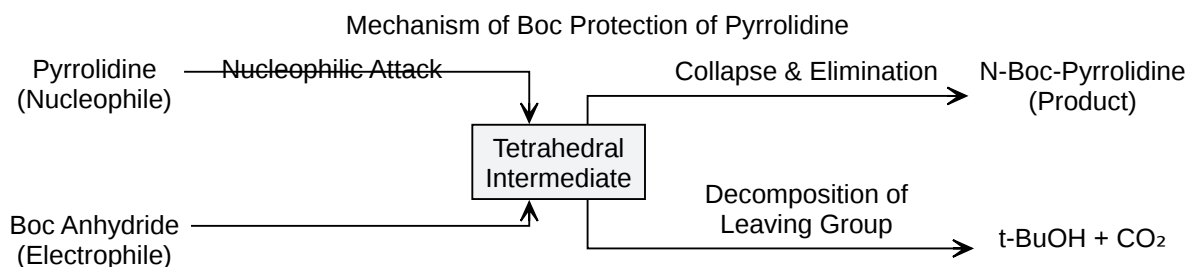 Mechanism of Boc Protection of Pyrrolidine
Pyrrolidine
(Nucleophile)
Nucleophilic Attack
Collapse & Elimination
N-Boc-Pyrrolidine
(Product)
Tetrahedral
Intermediate
Boc Anhydride
(Electrophile)
Decomposition of
Leaving Group
t-BuOH + CO₂